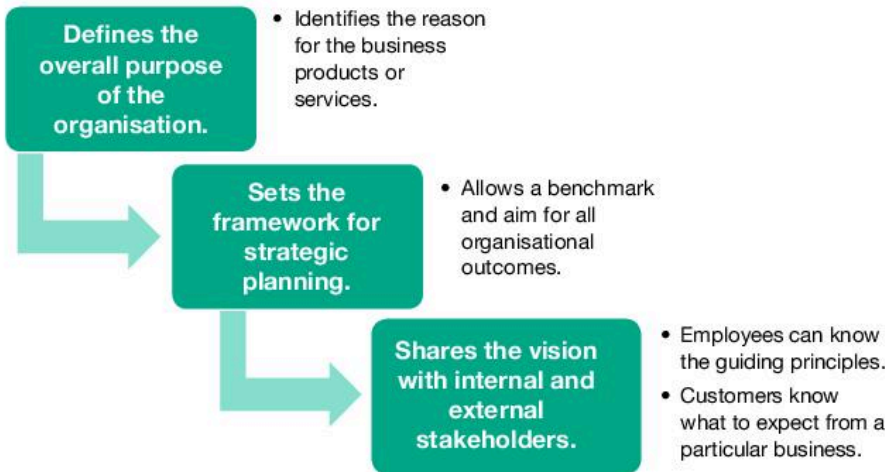 Defines the
overall purpose
of the
organisation.
• Identifies the reason
for the business
products or
services.
Sets the
framework for
strategic
planning.
• Allows a benchmark
and aim for all
organisational
outcomes.
Shares the vision
with internal and
external
stakeholders.
• Employees can know
the guiding principles.
• Customers know
what to expect from a
particular business.